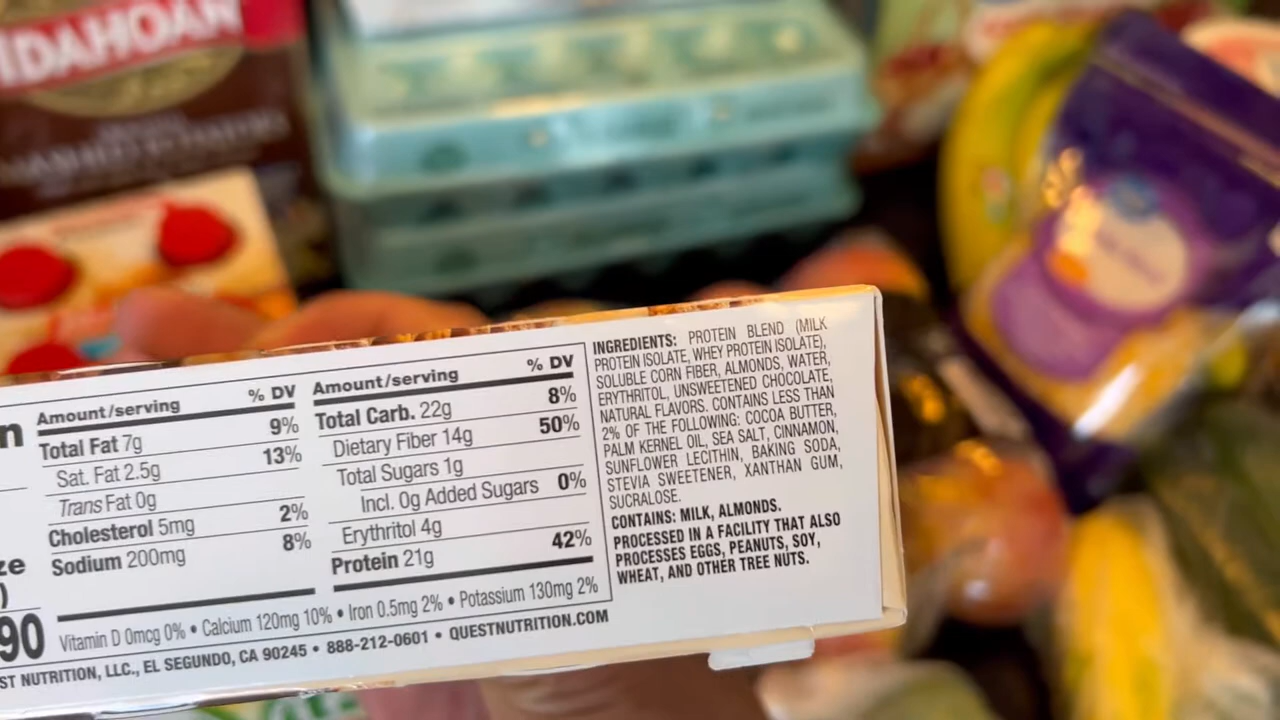 IDAHOAN
n
ze
)
90
Amount/serving % DV
Total Fat 7g 9%
Sat. Fat 2.5g 13%
Trans Fat 0g
Cholesterol 5mg 2%
Sodium 200mg 8%
Amount/serving % DV
Total Carb. 22g 8%
Dietary Fiber 14g 50%
Total Sugars 1g
Incl. 0g Added Sugars 0%
Erythritol 4g
Protein 21g 42%
Vitamin D 0mcg 0% • Calcium 120mg 10% • Iron 0.5mg 2% • Potassium 130mg 2%
ST NUTRITION, LLC., EL SEGUNDO, CA 90245 • 888-212-0601 • QUESTNUTRITION.COM
INGREDIENTS: PROTEIN BLEND (MILK
PROTEIN ISOLATE, WHEY PROTEIN ISOLATE),
SOLUBLE CORN FIBER, ALMONDS, WATER,
ERYTHRITOL, UNSWEETENED CHOCOLATE,
NATURAL FLAVORS. CONTAINS LESS THAN
2% OF THE FOLLOWING: COCOA BUTTER,
PALM KERNEL OIL, SEA SALT, CINNAMON,
SUNFLOWER LECITHIN, BAKING SODA,
STEVIA SWEETENER, XANTHAN GUM,
SUCRALOSE.
CONTAINS: MILK, ALMONDS.
PROCESSED IN A FACILITY THAT ALSO
PROCESSES EGGS, PEANUTS, SOY,
WHEAT, AND OTHER TREE NUTS.